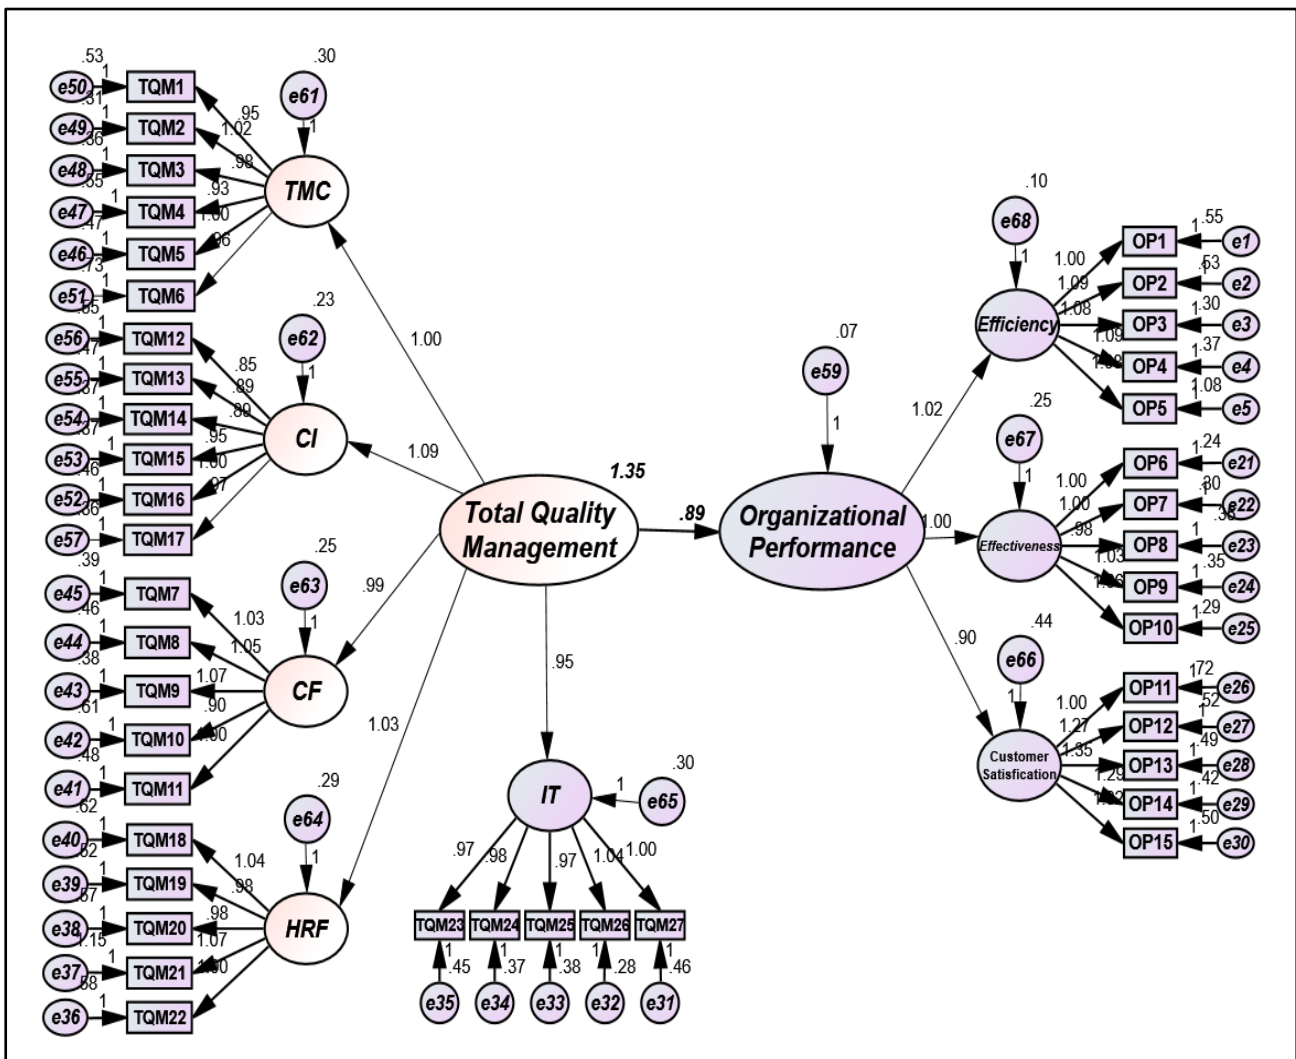 .53
e50
1
TQM1
.31
e49
1
TQM2
.36
e48
1
TQM3
.55
e47
1
TQM4
.47
e46
1
TQM5
.73
e51
1
TQM6
.95
1.02
.98
.93
1.00
.96
.30
e61
1
TMC
e56
1
TQM12
.47
e55
1
TQM13
.37
e54
1
TQM14
.37
e53
1
TQM15
.46
e52
1
TQM16
.36
e57
1
TQM17
.85
.89
.89
.95
1.00
.97
.23
e62
1
CI
.39
e45
1
TQM7
.46
e44
1
TQM8
.38
e43
1
TQM9
.61
e42
1
TQM10
.48
e41
1
TQM11
1.03
1.05
1.07
.90
1.00
.25
e63
1
CF
.62
e40
1
TQM18
.52
e39
1
TQM19
.57
e38
1
TQM20
1.15
e37
1
TQM21
.58
e36
1
TQM22
1.04
.98
.98
1.07
1.00
.29
e64
1
HRF
1.00
1.09
.99
1.03
.95
1.35
Total Quality
Management
.89
.30
e65
1
IT
.97
.98
.97
1.04
1.00
TQM23
TQM24
TQM25
TQM26
TQM27
1
1
1
1
1
.45
.37
.38
.28
.46
e35
e34
e33
e32
e31
.07
e59
1
Organizational
Performance
1.02
1.00
.90
.10
e68
1
Efficiency
1.00
1.09
1.08
1.09
OP1
1
.55
e1
OP2
1
.53
e2
OP3
1
.30
e3
OP4
1
.37
e4
OP5
1
1.08
e5
.25
e67
1
Effectiveness
1.00
1.00
.98
1.03
OP6
1
.24
e21
OP7
1
.30
e22
OP8
1
e23
OP9
1
.35
e24
OP10
1
.29
e25
.44
e66
1
Customer
Satisfication
1.00
1.27
1.35
1.29
OP11
1
.72
e26
OP12
1
.52
e27
OP13
1
.49
e28
OP14
1
.42
e29
OP15
1
.50
e30